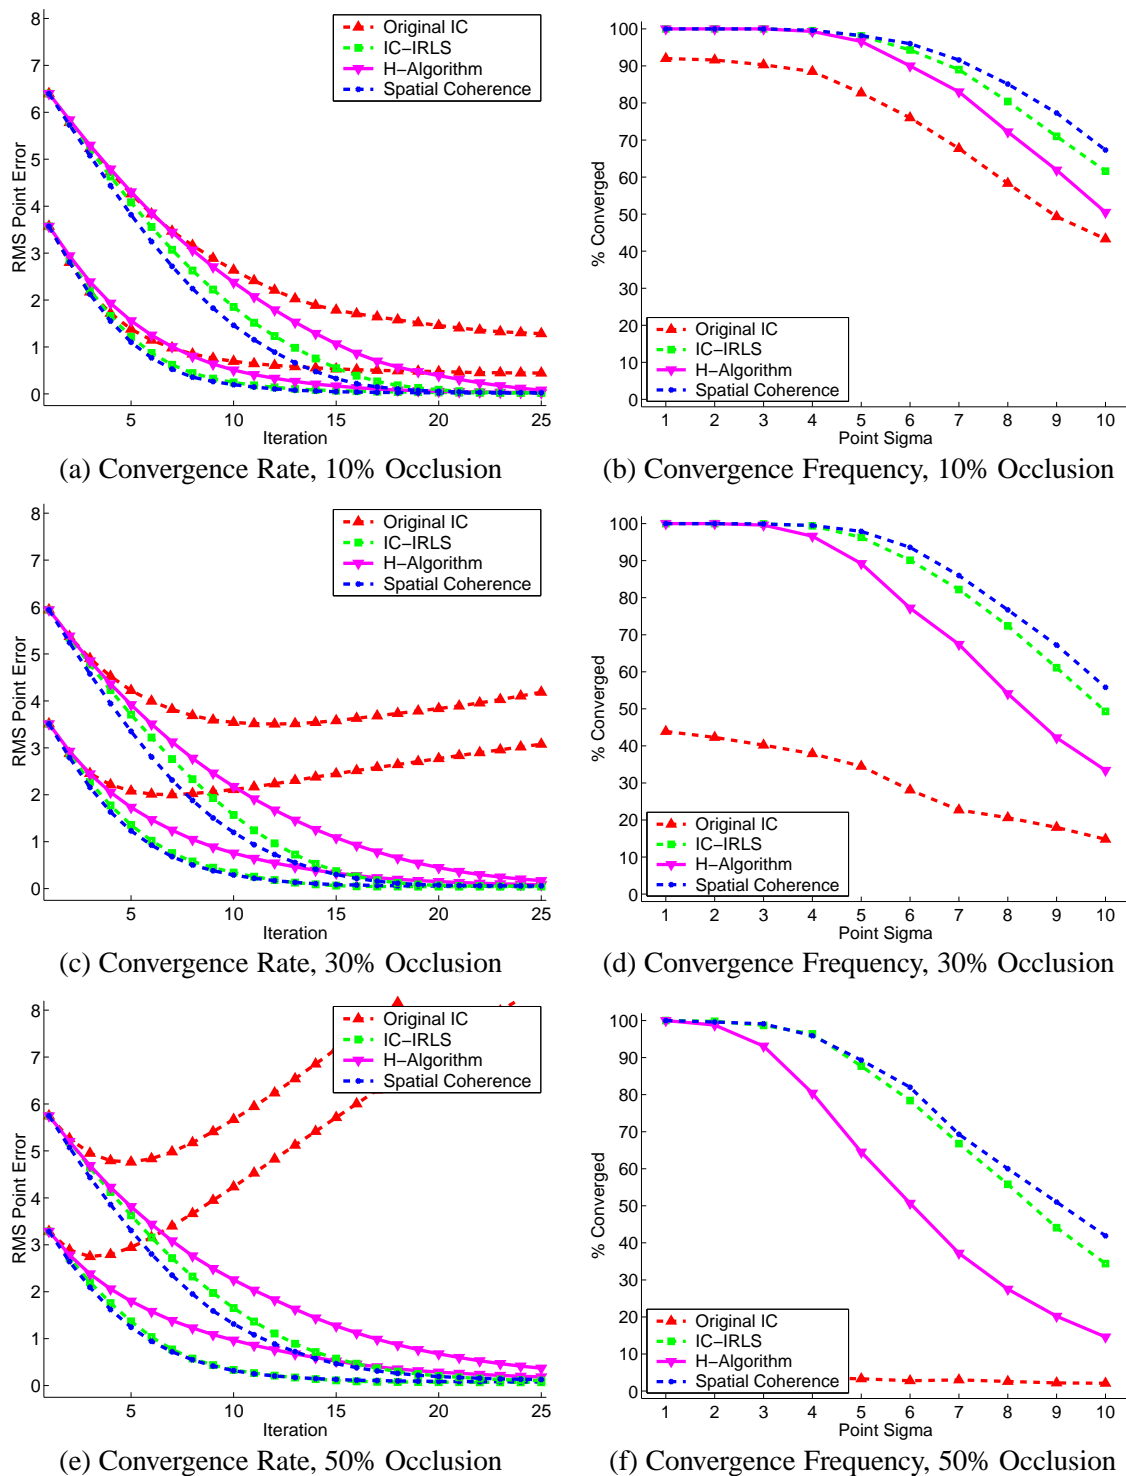 8
7
6
5
4
3
2
1
0
RMS Point Error
5 10 15 20 25
Iteration
Original IC
IC–IRLS
H–Algorithm
Spatial Coherence
(a) Convergence Rate, 10% Occlusion
100
90
80
70
60
50
40
30
20
10
0
% Converged
Original IC
IC–IRLS
H–Algorithm
Spatial Coherence
1 2 3 4 5 6 7 8 9 10
Point Sigma
(b) Convergence Frequency, 10% Occlusion
8
7
6
5
4
3
2
1
0
RMS Point Error
5 10 15 20 25
Iteration
Original IC
IC–IRLS
H–Algorithm
Spatial Coherence
(c) Convergence Rate, 30% Occlusion
100
90
80
70
60
50
40
30
20
10
0
% Converged
Original IC
IC–IRLS
H–Algorithm
Spatial Coherence
1 2 3 4 5 6 7 8 9 10
Point Sigma
(d) Convergence Frequency, 30% Occlusion
8
7
6
5
4
3
2
1
0
RMS Point Error
5 10 15 20 25
Iteration
Original IC
IC–IRLS
H–Algorithm
Spatial Coherence
(e) Convergence Rate, 50% Occlusion
100
90
80
70
60
50
40
30
20
10
0
% Converged
Original IC
IC–IRLS
H–Algorithm
Spatial Coherence
1 2 3 4 5 6 7 8 9 10
Point Sigma
(f) Convergence Frequency, 50% Occlusion